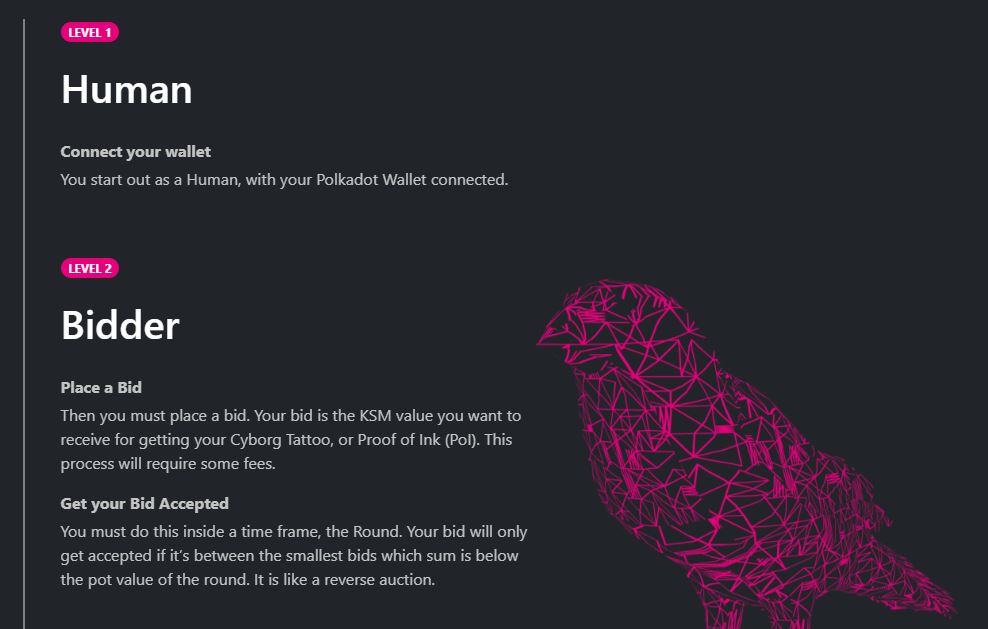 LEVEL 1
Human
Connect your wallet
You start out as a Human, with your Polkadot Wallet connected.
LEVEL 2
Bidder
Place a Bid
Then you must place a bid. Your bid is the KSM value you want to
receive for getting your Cyborg Tattoo, or Proof of Ink (PoI). This
process will require some fees.
Get your Bid Accepted
You must do this inside a time frame, the Round. Your bid will only
get accepted if it's between the smallest bids which sum is below
the pot value of the round. It is like a reverse auction.